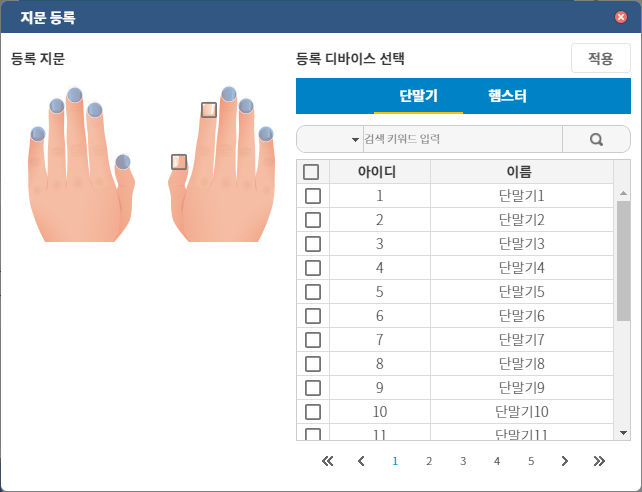 지문 등록
등록 지문
등록 디바이스 선택
적용
단말기 햄스터
검색 키워드 입력
아이디 이름
1 단말기1
2 단말기2
3 단말기3
4 단말기4
5 단말기5
6 단말기6
7 단말기7
8 단말기8
9 단말기9
10 단말기10
11 단말기11
1 2 3 4 5